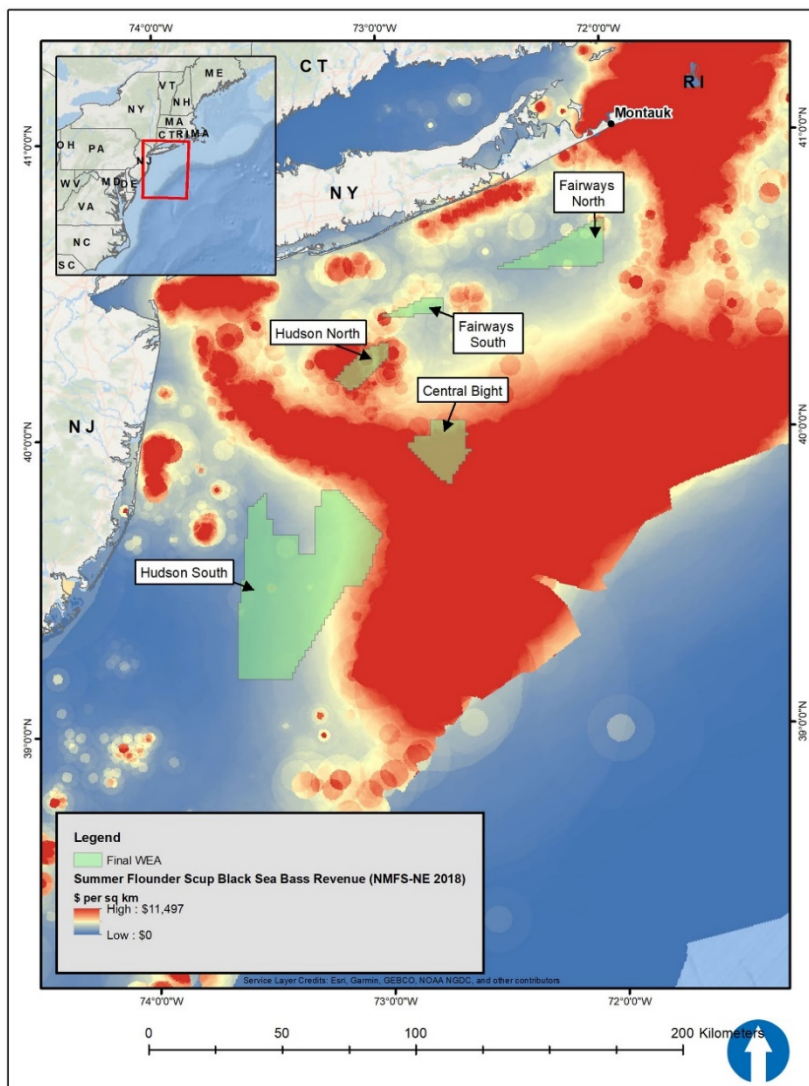 74°0'0"W 73°0'0"W 72°0'0"W
ME
VT
NH
NY
MA
CT RI MA
OH
PA
NJ
WV
MD DE
VA
NC
SC
CT
RI
Montauk
41°0'0"N
41°0'0"N
NY
Fairways
North
Hudson North
Fairways
South
Central Bight
NJ
40°0'0"N
40°0'0"N
Hudson South
39°0'0"N
39°0'0"N
Legend
Final WEA
Summer Flounder Scup Black Sea Bass Revenue (NMFS-NE 2018)
$ per sq km
High : $11,497
Low : $0
Service Layer Credits: Esri, Garmin, GEBCO, NOAA NGDC, and other contributors
74°0'0"W 73°0'0"W 72°0'0"W
0 50 100 200 Kilometers